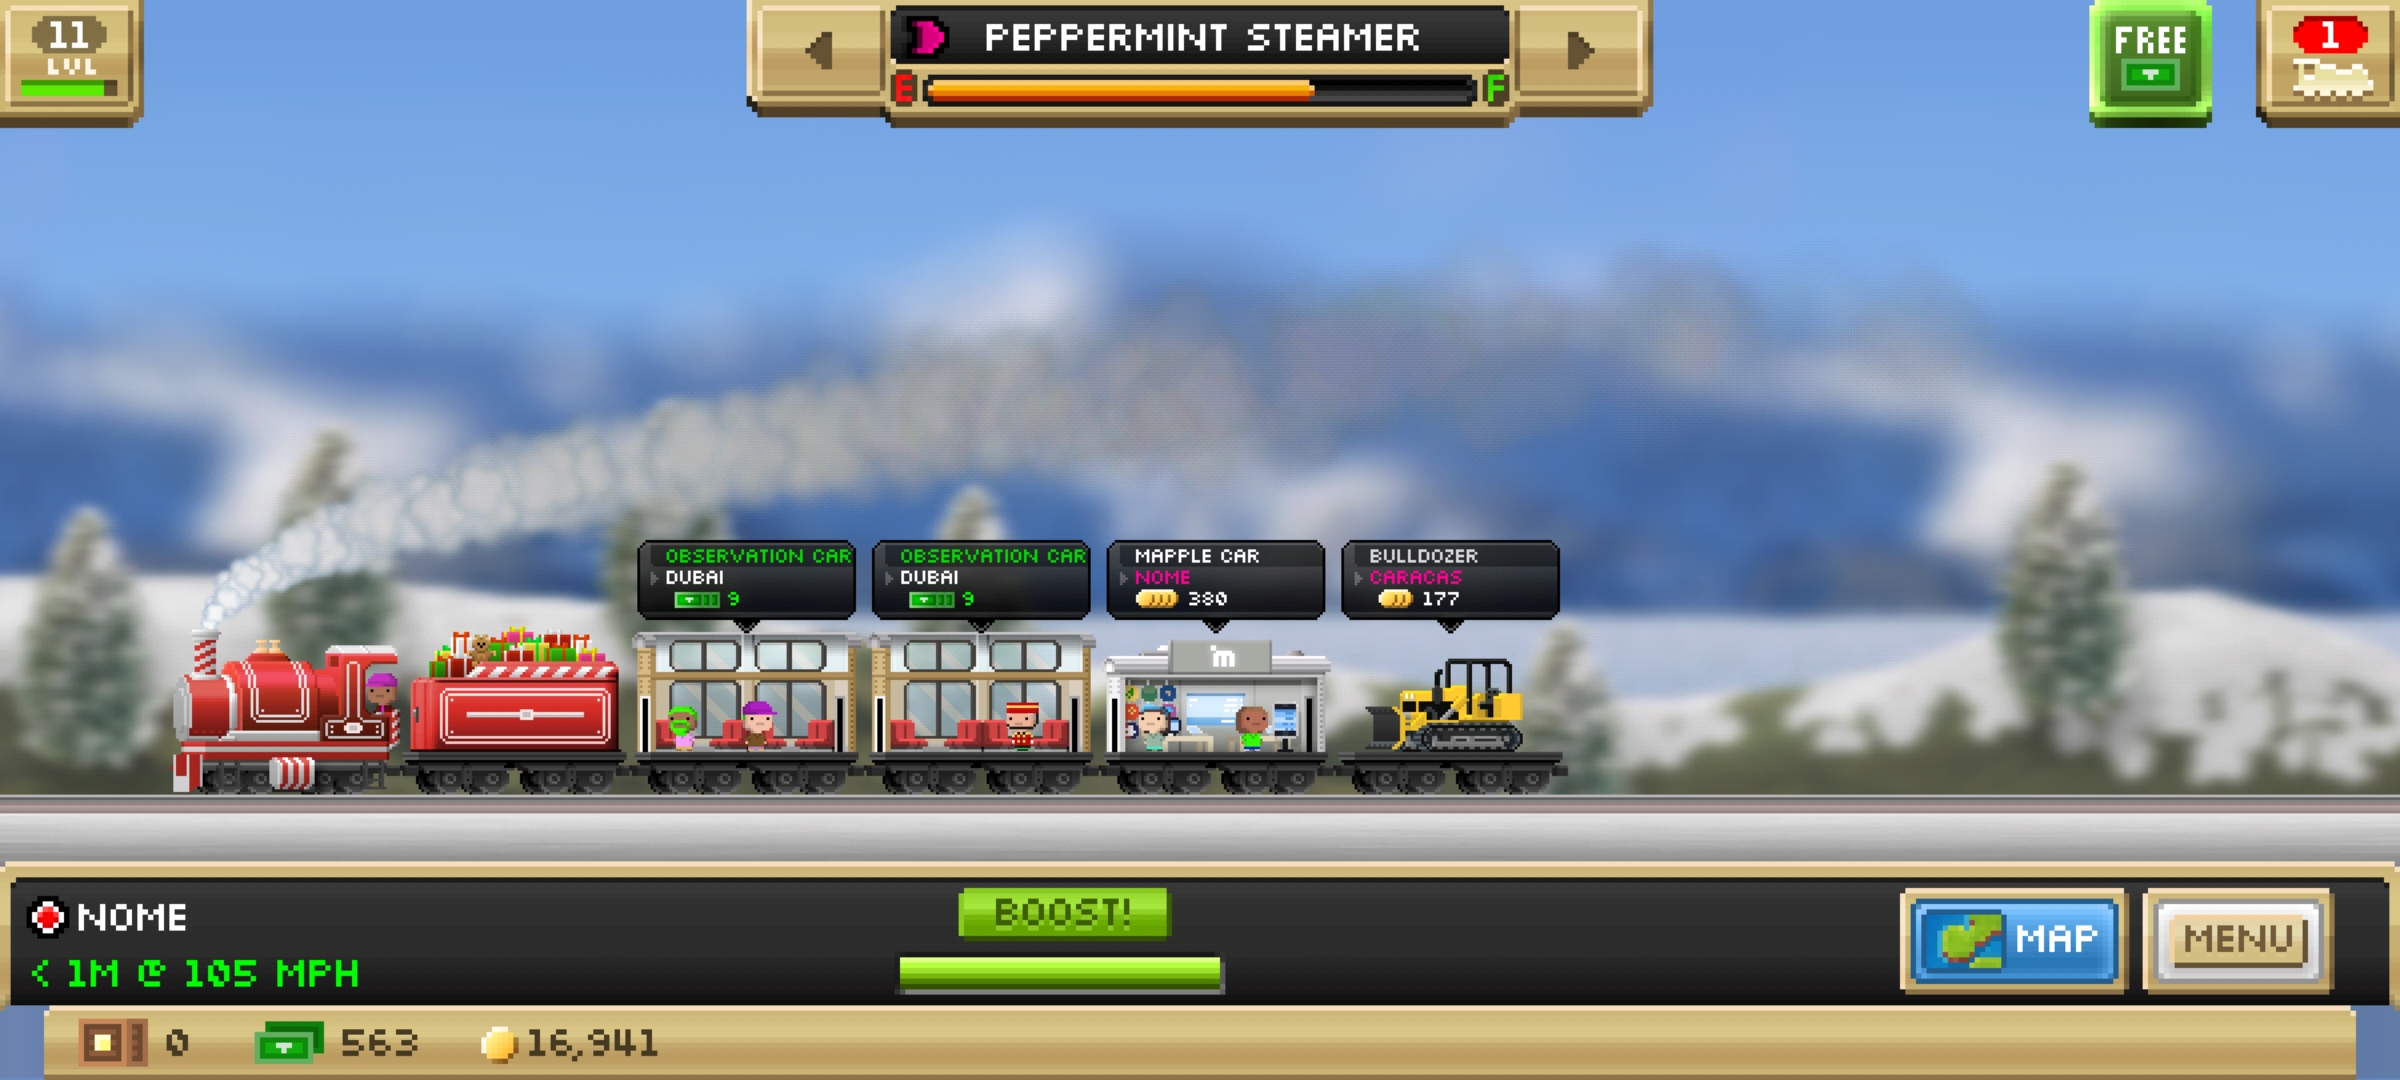 11
LVL
PEPPERMINT STEAMER
E F
FREE
1
OBSERVATION CAR
DUBAI
9
OBSERVATION CAR
DUBAI
9
MAPPLE CAR
NOME
380
BULLDOZER
CARACAS
177
m
NOME
< 1M @ 105 MPH
BOOST!
MAP
MENU
0
563
16,941